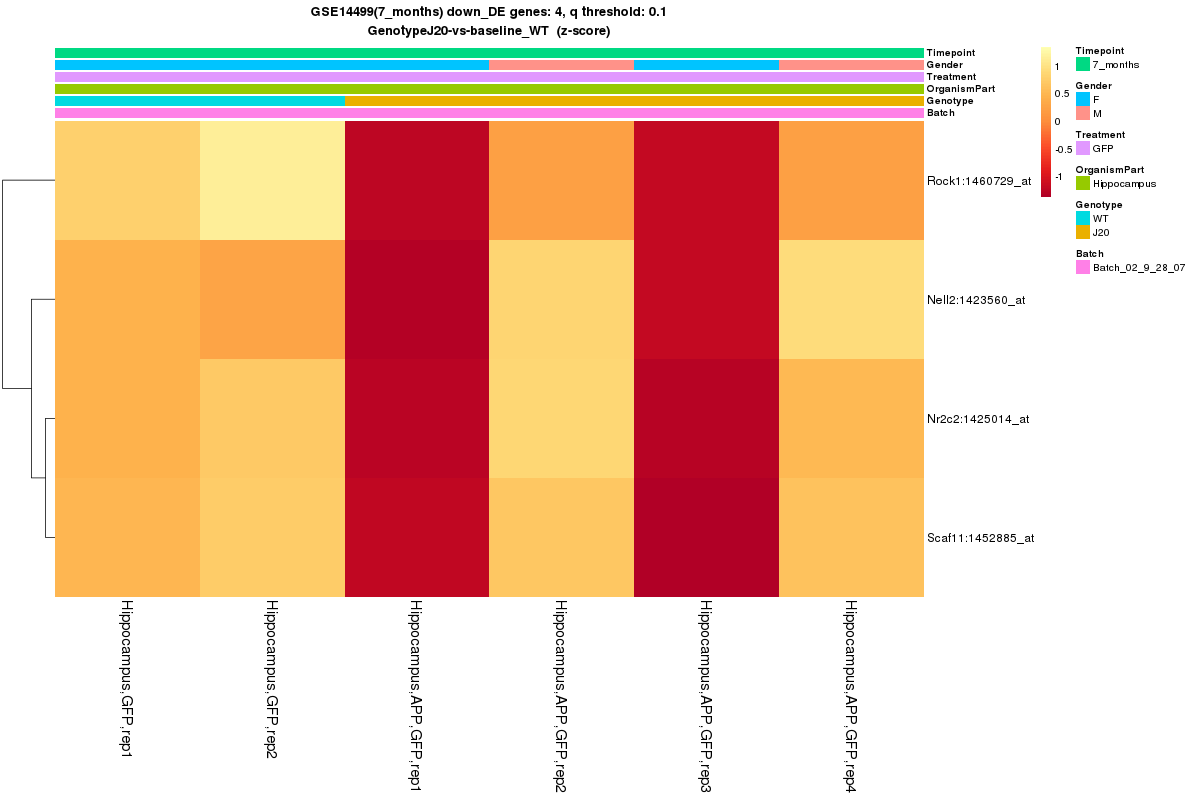 GSE14499(7_months) down_DE genes: 4, q threshold: 0.1
GenotypeJ20-vs-baseline_WT (z-score)
Timepoint
Gender
Treatment
OrganismPart
Genotype
Batch
Rock1:1460729_at
Nell2:1423560_at
Nr2c2:1425014_at
Scaf11:1452885_at
Hippocampus,GFP,rep1
Hippocampus,GFP,rep2
Hippocampus,APP,GFP,rep1
Hippocampus,APP,GFP,rep2
Hippocampus,APP,GFP,rep3
Hippocampus,APP,GFP,rep4
1
0.5
0
-0.5
-1
Timepoint
7_months
Gender
F
M
Treatment
GFP
OrganismPart
Hippocampus
Genotype
WT
J20
Batch
Batch_02_9_28_07